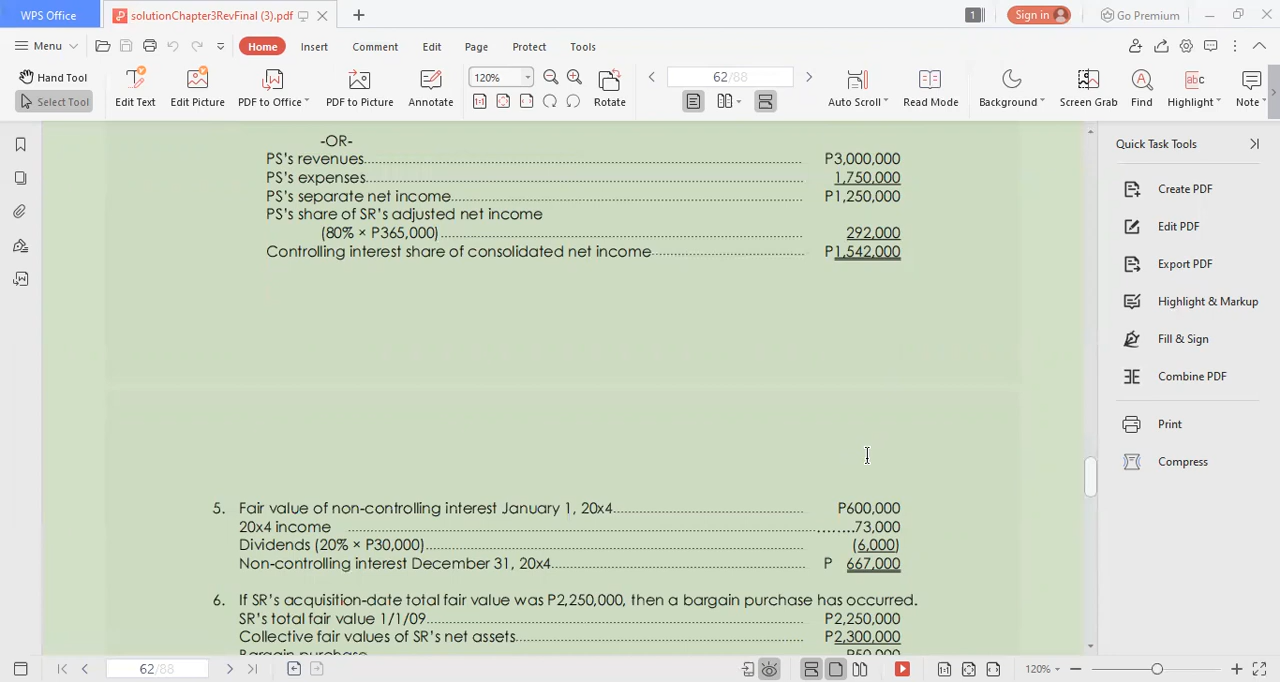 WPS Office
solutionChapter3RevFinal (3).pdf
1
Sign in
Go Premium
Menu
Home
Insert
Comment
Edit
Page
Protect
Tools
Hand Tool
Select Tool
Edit Text
Edit Picture
PDF to Office
PDF to Picture
Annotate
120%
Rotate
62/88
Auto Scroll
Read Mode
Background
Screen Grab
Find
Highlight
Note
-OR-
PS's revenues P3,000,000
PS's expenses 1,750,000
PS's separate net income P1,250,000
PS's share of SR's adjusted net income
(80% × P365,000) 292,000
Controlling interest share of consolidated net income P1,542,000
5. Fair value of non-controlling interest January 1, 20x4 P600,000
20x4 income 73,000
Dividends (20% × P30,000) (6,000)
Non-controlling interest December 31, 20x4 P 667,000
6. If SR's acquisition-date total fair value was P2,250,000, then a bargain purchase has occurred.
SR's total fair value 1/1/09 P2,250,000
Collective fair values of SR's net assets P2,300,000
Bargain purchase P50,000
Quick Task Tools
Create PDF
Edit PDF
Export PDF
Highlight & Markup
Fill & Sign
Combine PDF
Print
Compress
62/88
120%